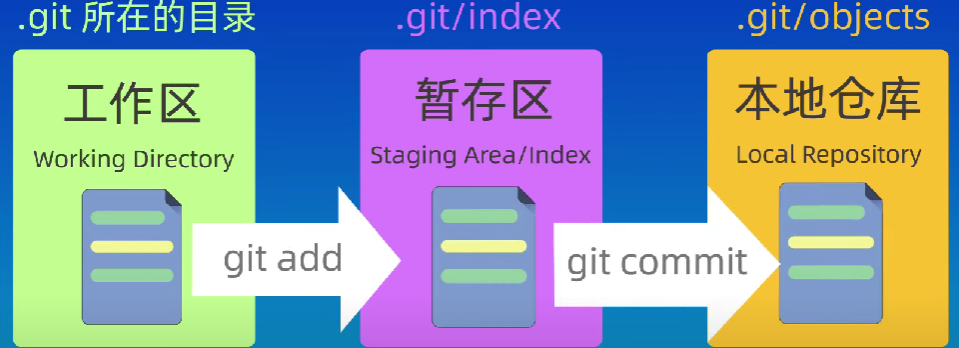 .git 所在的目录
.git/index
.git/objects
工作区
暂存区
本地仓库
Working Directory
Staging Area/Index
Local Repository
git add
git commit